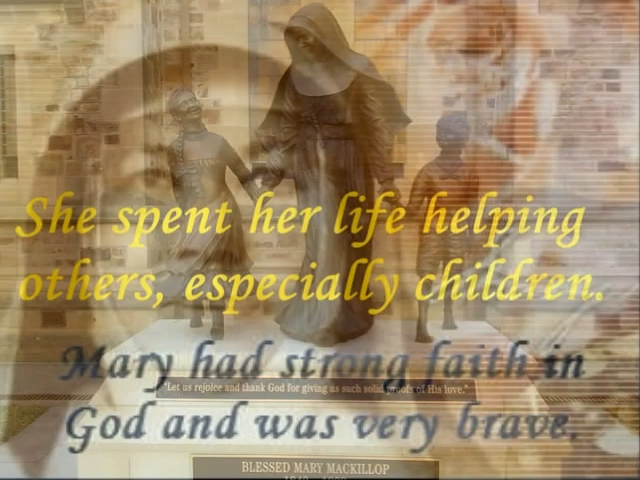 She spent her life helping
others, especially children.
Mary had strong faith in
"Let us rejoice and thank God for giving us such solid proofs of His love."
God and was very brave.
BLESSED MARY MACKILLOP